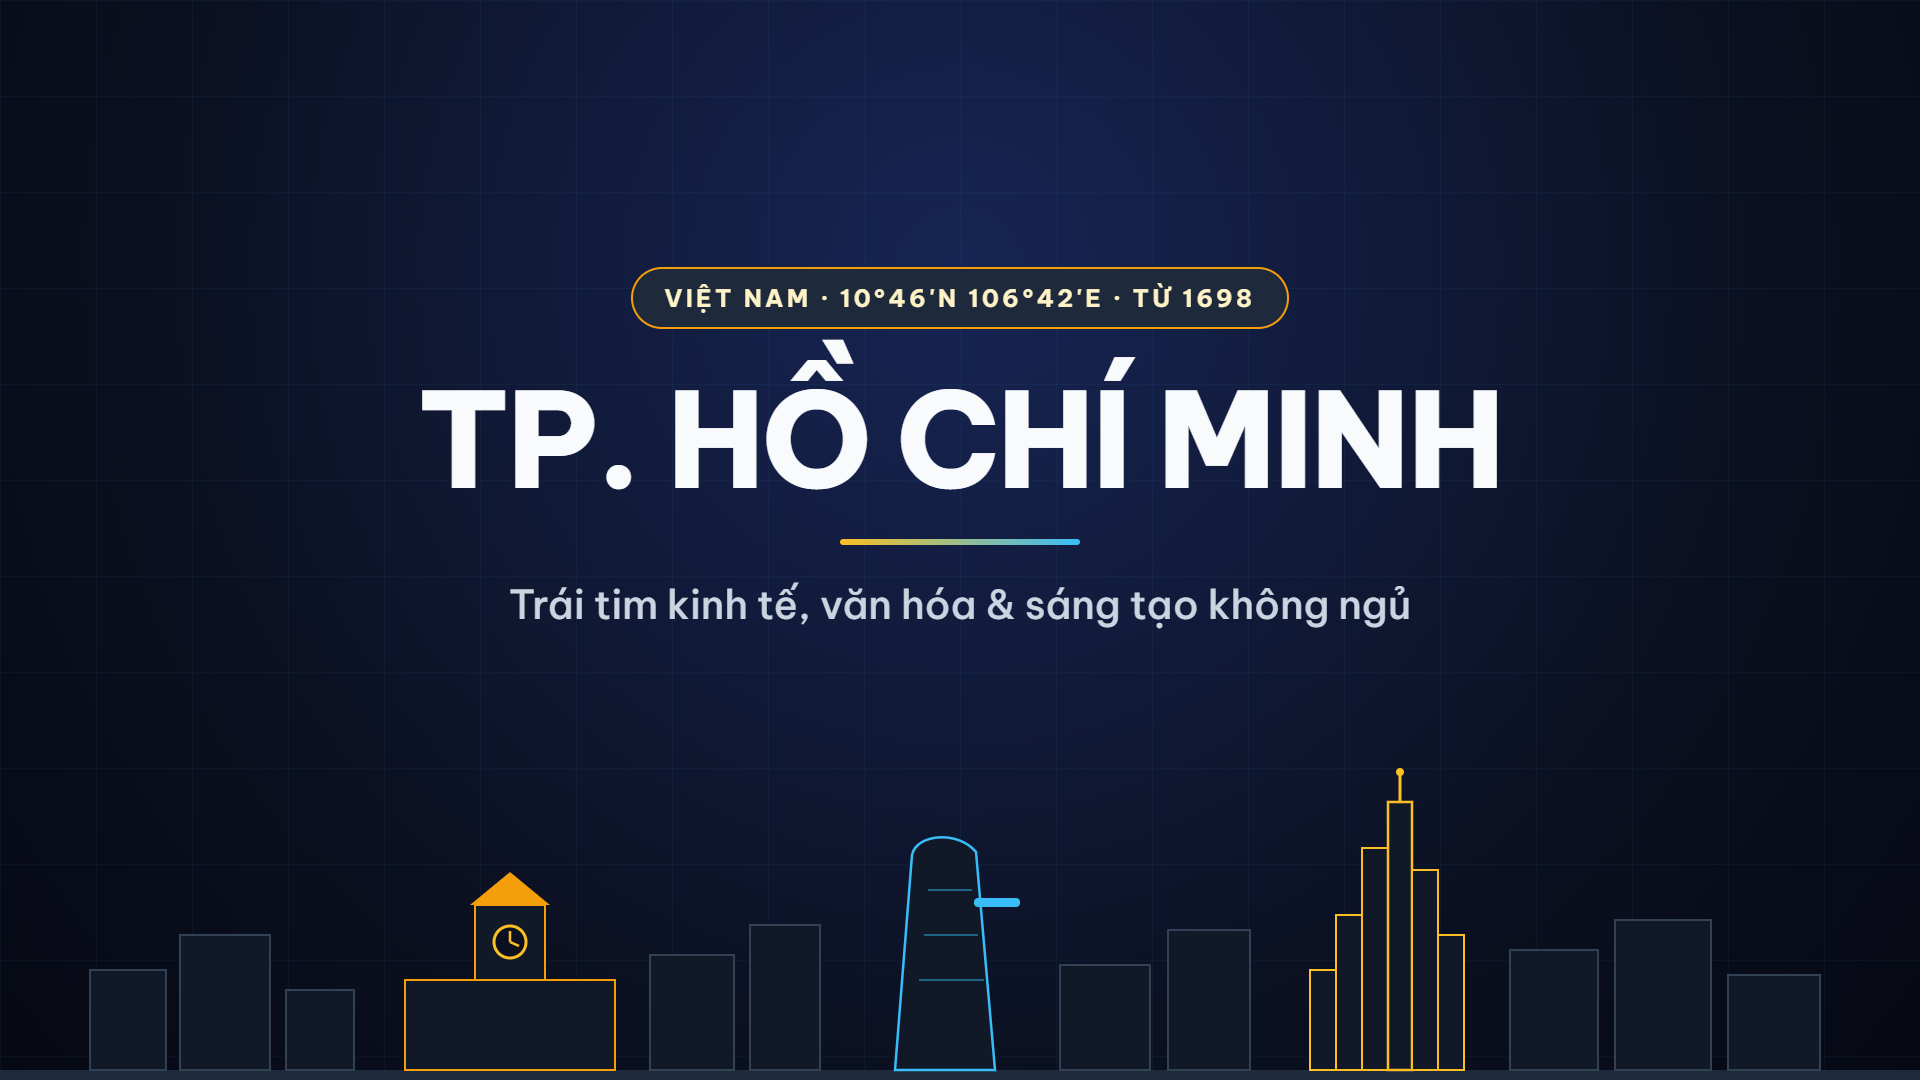 VIỆT NAM · 10°46′N 106°42′E · TỪ 1698
TP. HỒ CHÍ MINH
Trái tim kinh tế, văn hóa & sáng tạo không ngủ